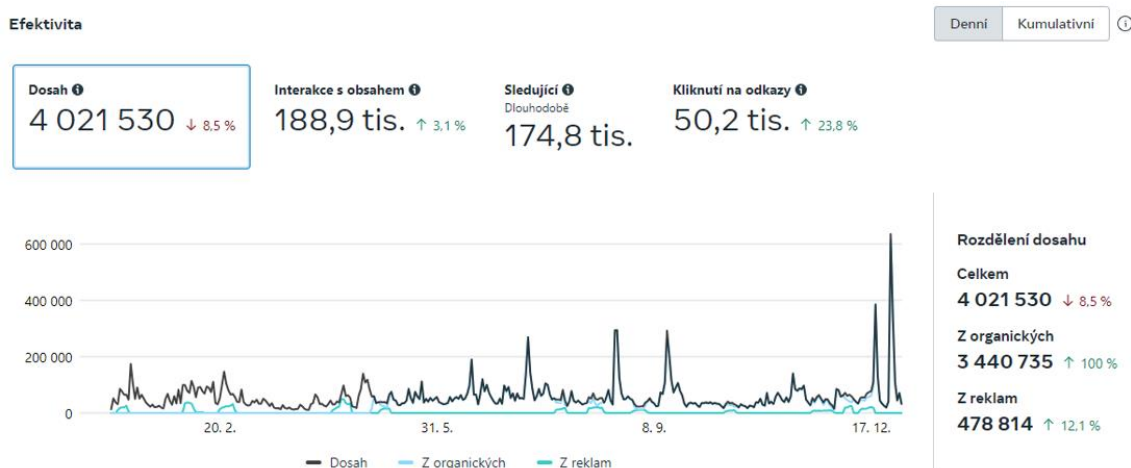 Efektivita
Denní Kumulativní
Dosah
4 021 530 ↓ 8,5 %
Interakce s obsahem
188,9 tis. ↑ 3,1 %
Sledující
Dlouhodobě
174,8 tis.
Kliknutí na odkazy
50,2 tis. ↑ 23,8 %
600 000
400 000
200 000
0
20. 2. 31. 5. 8. 9. 17. 12.
Dosah Z organických Z reklam
Rozdělení dosahu
Celkem
4 021 530 ↓ 8,5 %
Z organických
3 440 735 ↑ 100 %
Z reklam
478 814 ↑ 12,1 %